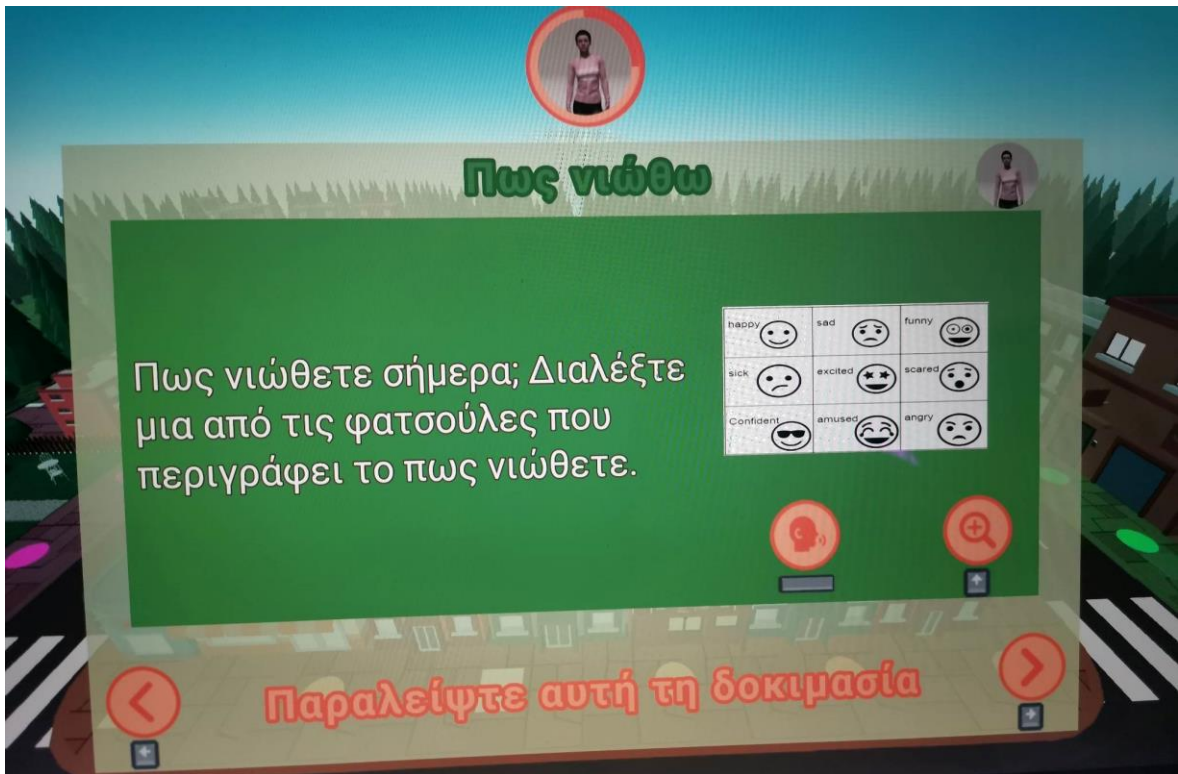 Πως νιώθω
Πως νιώθετε σήμερα; Διαλέξτε
μια από τις φατσούλες που
περιγράφει το πως νιώθετε.
happy sad funny
sick excited scared
Confident amused angry
Παραλείψτε αυτή τη δοκιμασία